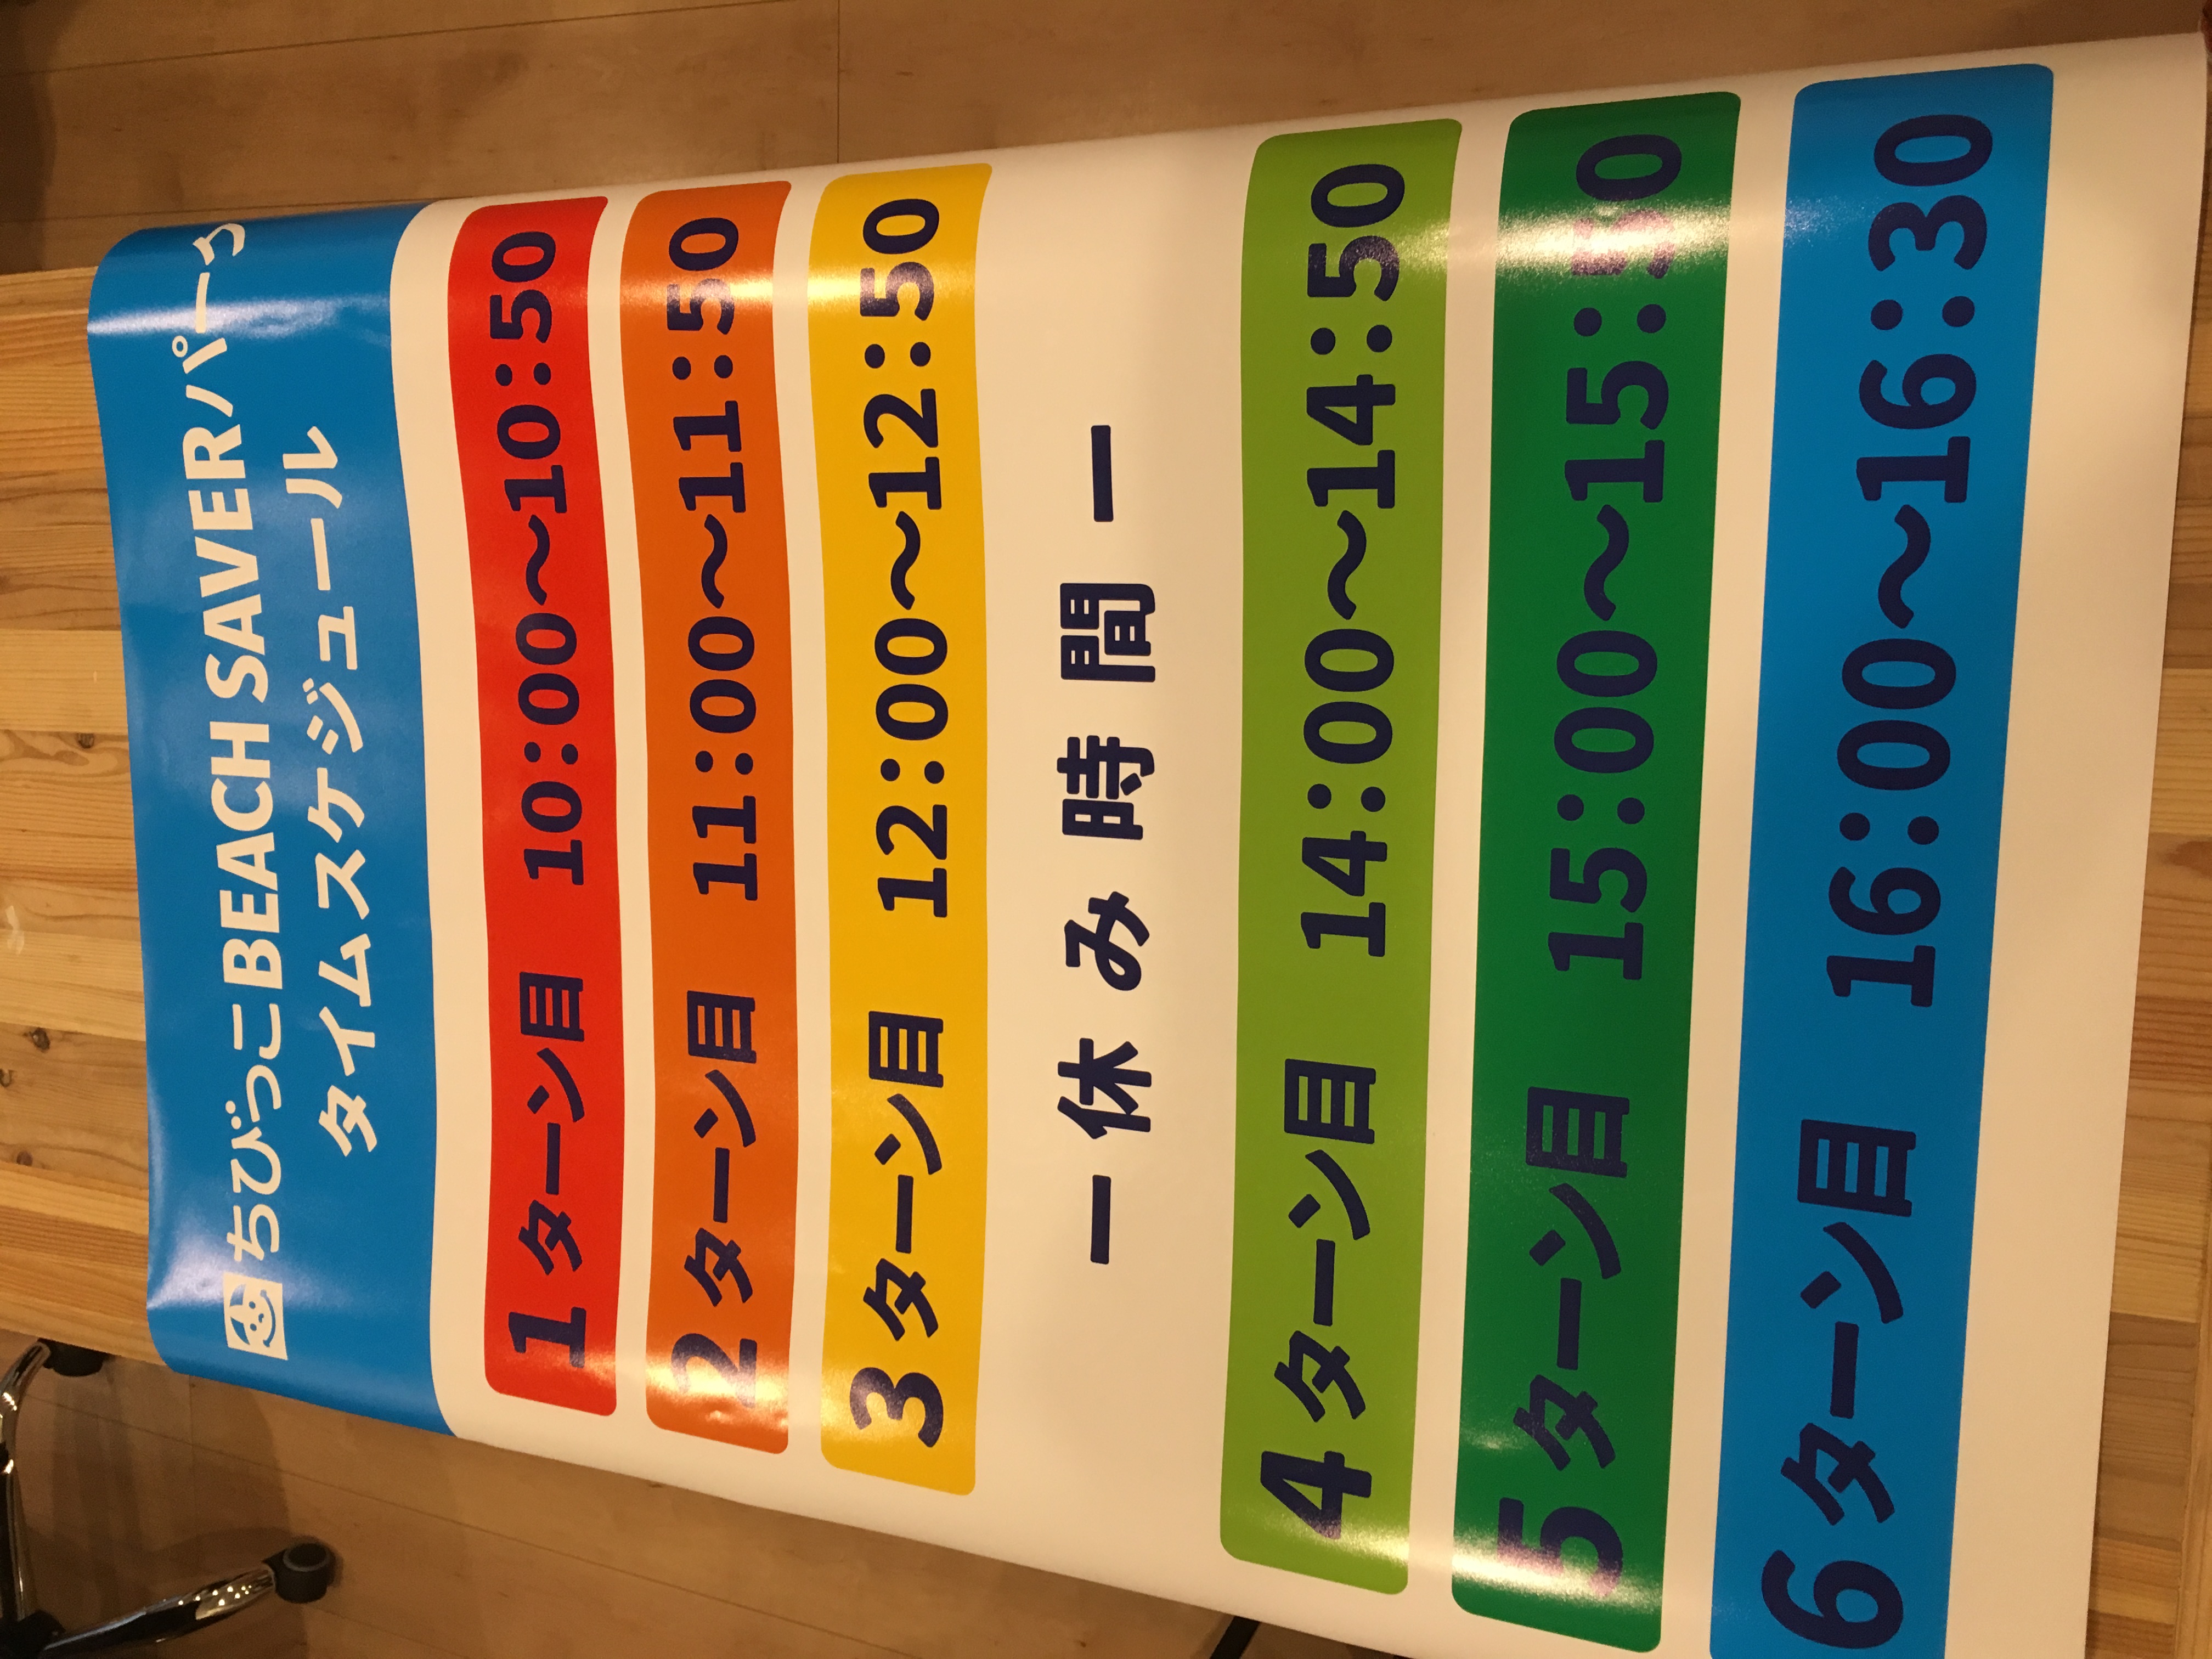 ちびっこBEACH SAVERパーク
タイムスケジュール
1ターン目 10:00〜10:50
2ターン目 11:00〜11:50
3ターン目 12:00〜12:50
ー 休み時間 ー
4ターン目 14:00〜14:50
5ターン目 15:00〜15:50
6ターン目 16:00〜16:30